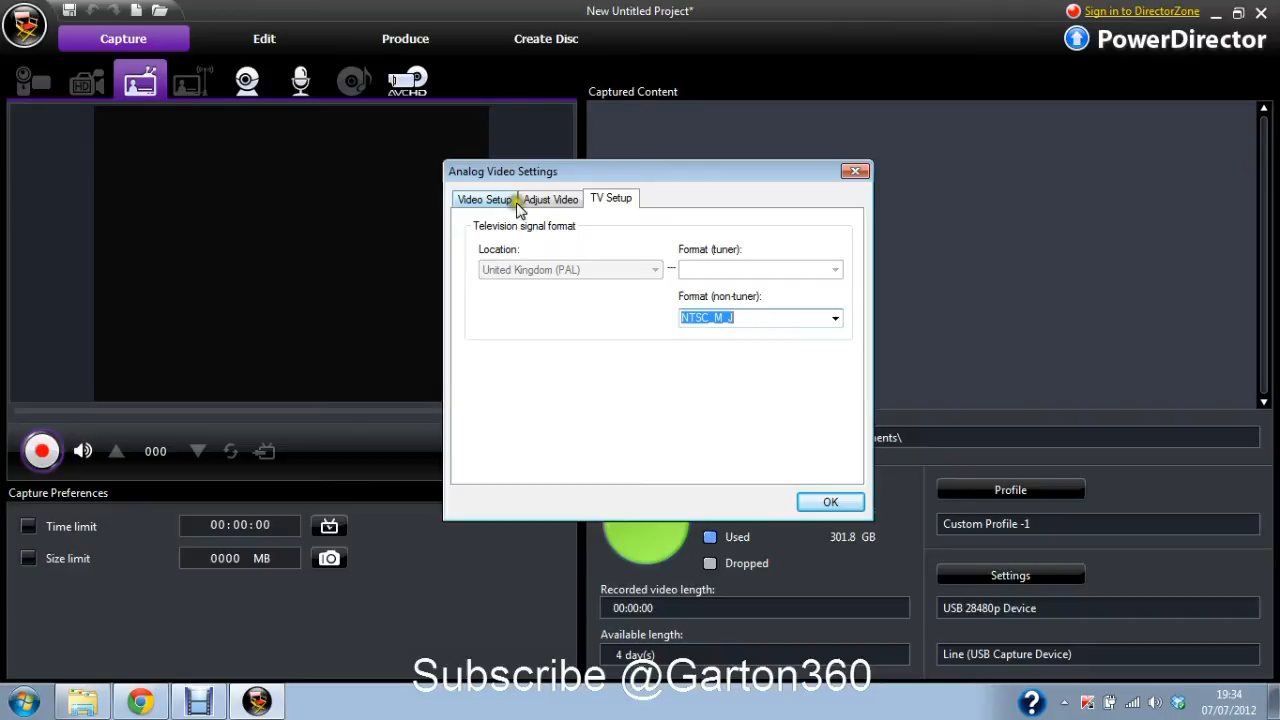 New Untitled Project*
Sign in to DirectorZone
Capture
Edit
Produce
Create Disc
PowerDirector
AVCHD
Captured Content
Analog Video Settings
Video Setup
Adjust Video
TV Setup
Television signal format
Location:
Format (tuner):
United Kingdom (PAL)
---
Format (non-tuner):
NTSC_M_J
000
ents\
OK
Capture Preferences
Profile
Time limit
00:00:00
Custom Profile -1
Used
301.8 GB
Size limit
0000 MB
Dropped
Settings
Recorded video length:
00:00:00
USB 28480p Device
Available length:
4 day(s)
Line (USB Capture Device)
Subscribe @Garton360
19:34
07/07/2012